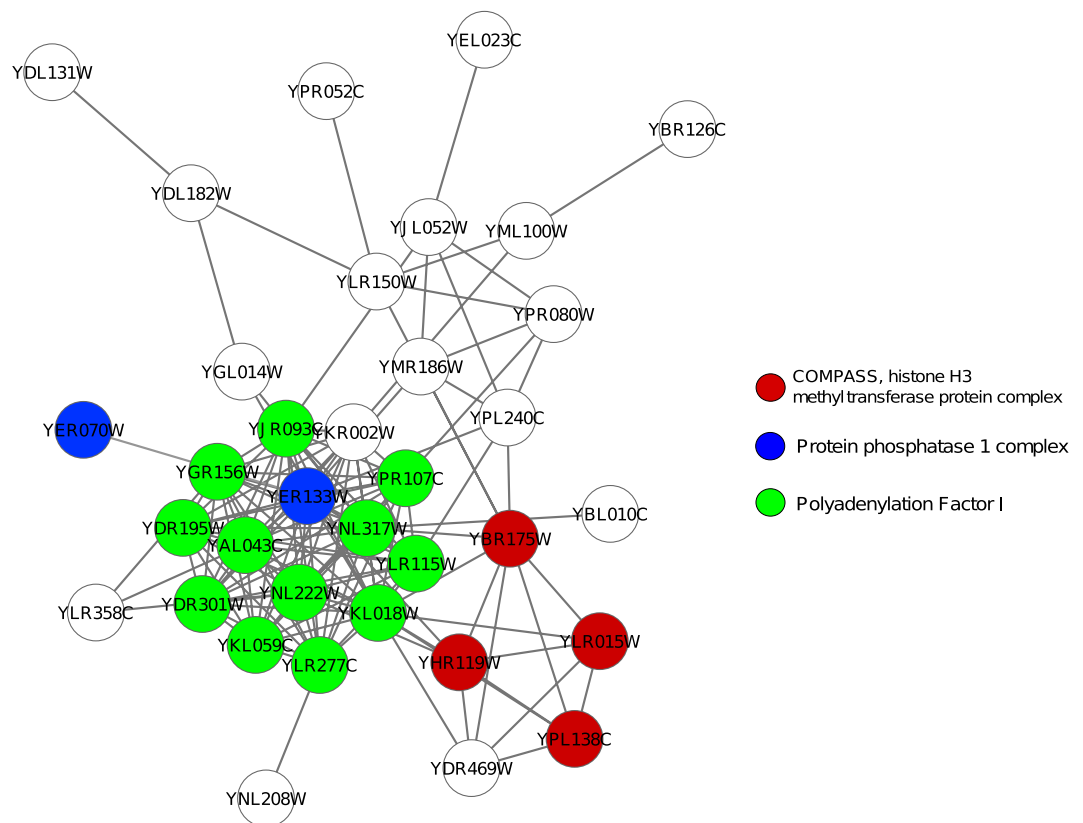 YEL023C
YDL131W
YPR052C
YBR126C
YDL182W
YJL052W
YML100W
YLR150W
YPR080W
YMR186W
YGL014W
COMPASS, histone H3
methyltransferase protein complex
YPL240C
YER070W
YJR093C
YKR002W
Protein phosphatase 1 complex
YGR156W
YPR107C
YER133W
Polyadenylation Factor I
YBL010C
YDR195W
YNL317W
YBR175W
YAL043C
YLR115W
YNL222W
YDR301W
YLR358C
YKL018W
YKL059C
YLR015W
YLR277C
YHR119W
YPL138C
YDR469W
YNL208W